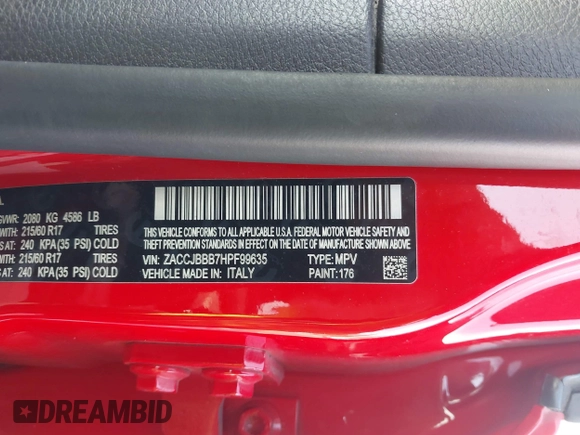 GVWR: 2080 KG 4586 LB
WITH: 215/60 R17 TIRES
AT: 240 KPA(35 PSI) COLD
WITH: 215/60 R17 TIRES
AT: 240 KPA(35 PSI) COLD
THIS VEHICLE CONFORMS TO ALL APPLICABLE U.S.A. FEDERAL MOTOR VEHICLE SAFETY AND THEFT PREVENTION STANDARDS IN EFFECT ON THE DATE OF MANUFACTURE SHOWN ABOVE.
VIN: ZACCJBBB7HPF99635 TYPE: MPV
VEHICLE MADE IN: ITALY PAINT: 176
DREAMBID